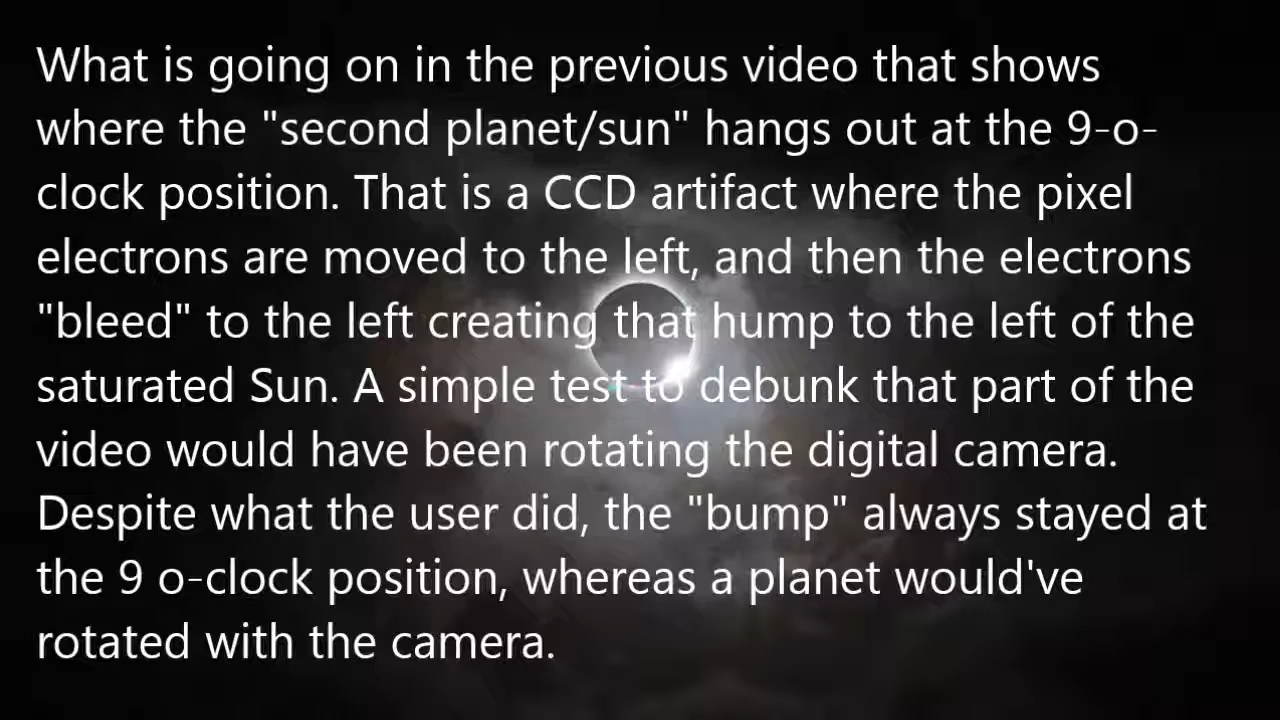 What is going on in the previous video that shows
where the "second planet/sun" hangs out at the 9-o-
clock position. That is a CCD artifact where the pixel
electrons are moved to the left, and then the electrons
"bleed" to the left creating that hump to the left of the
saturated Sun. A simple test to debunk that part of the
video would have been rotating the digital camera.
Despite what the user did, the "bump" always stayed at
the 9 o-clock position, whereas a planet would've
rotated with the camera.